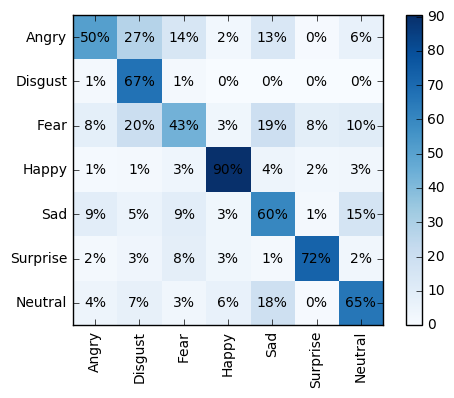 Angry 50% 27% 14% 2% 13% 0% 6%
Disgust 1% 67% 1% 0% 0% 0% 0%
Fear 8% 20% 43% 3% 19% 8% 10%
Happy 1% 1% 3% 90% 4% 2% 3%
Sad 9% 5% 9% 3% 60% 1% 15%
Surprise 2% 3% 8% 3% 1% 72% 2%
Neutral 4% 7% 3% 6% 18% 0% 65%
Angry Disgust Fear Happy Sad Surprise Neutral
90
80
70
60
50
40
30
20
10
0